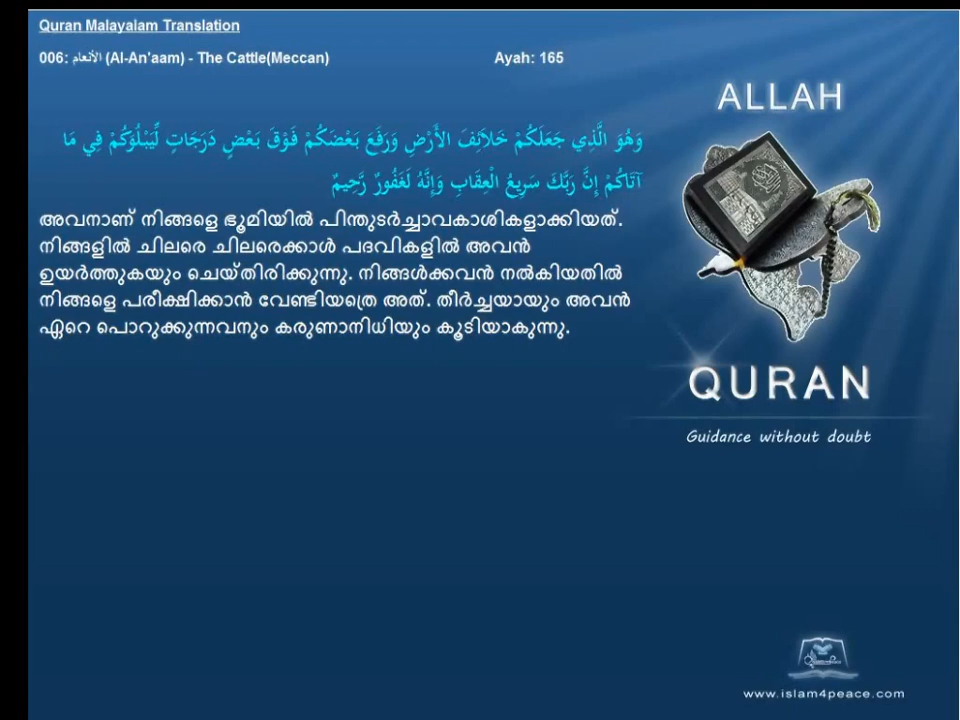 Quran Malayalam Translation
006: الأنعام (Al-An'aam) - The Cattle(Meccan) Ayah: 165
ALLAH
وَهُوَ الَّذِي جَعَلَكُمْ خَلاَئِفَ الأَرْضِ وَرَفَعَ بَعْضَكُمْ فَوْقَ بَعْضٍ دَرَجَاتٍ لِّيَبْلُوَكُمْ فِي مَا
آتَاكُمْ إِنَّ رَبَّكَ سَرِيعُ الْعِقَابِ وَإِنَّهُ لَغَفُورٌ رَّحِيمٌ
അവനാണ് നിങ്ങളെ ഭൂമിയില്‍ പിന്തുടര്‍ച്ചാവകാശികളാക്കിയത്.
നിങ്ങളില്‍ ചിലരെ ചിലരെക്കാള്‍ പദവികളില്‍ അവന്‍
ഉയര്‍ത്തുകയും ചെയ്തിരിക്കുന്നു. നിങ്ങള്‍ക്കവന്‍ നല്‍കിയതില്‍
നിങ്ങളെ പരീക്ഷിക്കാന്‍ വേണ്ടിയത്രെ അത്. തീര്‍ച്ചയായും അവന്‍
ഏറെ പൊറുക്കുന്നവനും കരുണാനിധിയും കൂടിയാകുന്നു.
QURAN
Guidance without doubt
www.islam4peace.com